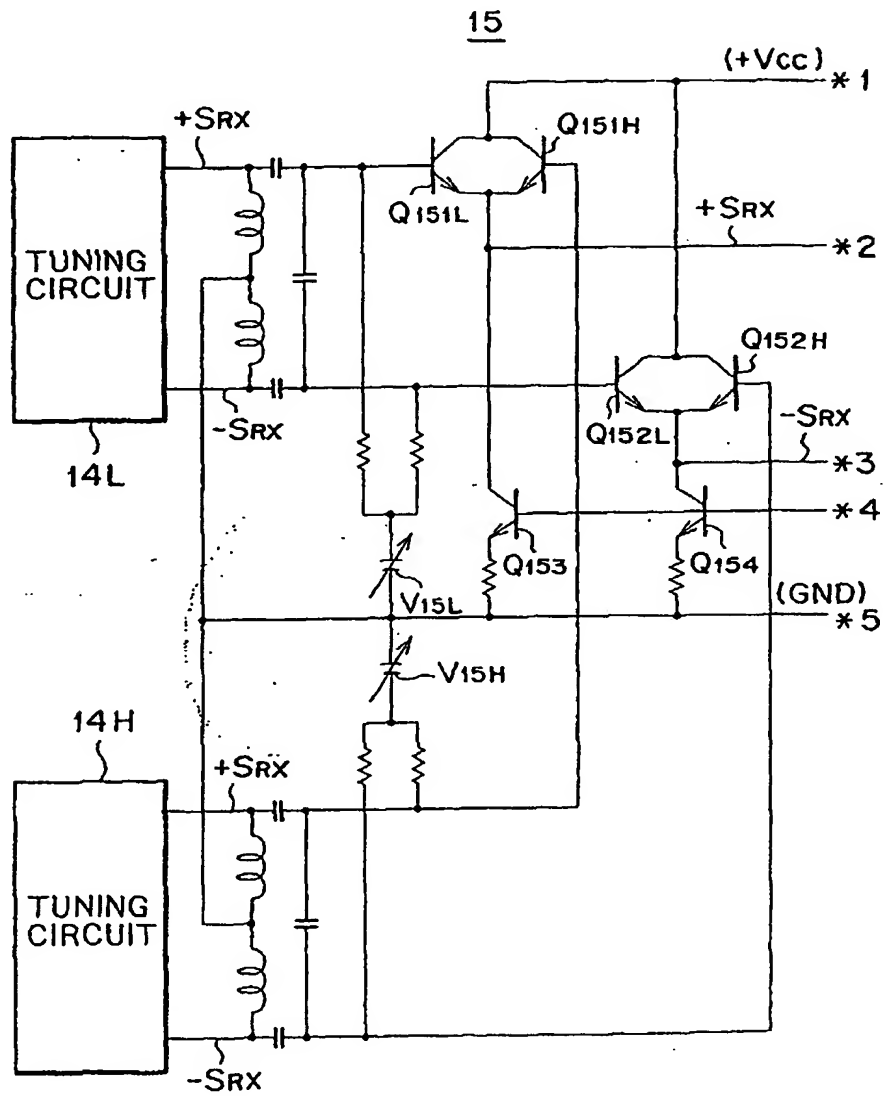 15
(+Vcc)
*1
+SRX
Q151H
Q151L
+SRX
*2
TUNING
CIRCUIT
Q152H
-SRX
Q152L
-SRX
*3
14L
*4
Q153
Q154
V15L
(GND)
*5
V15H
14H
+SRX
TUNING
CIRCUIT
-SRX